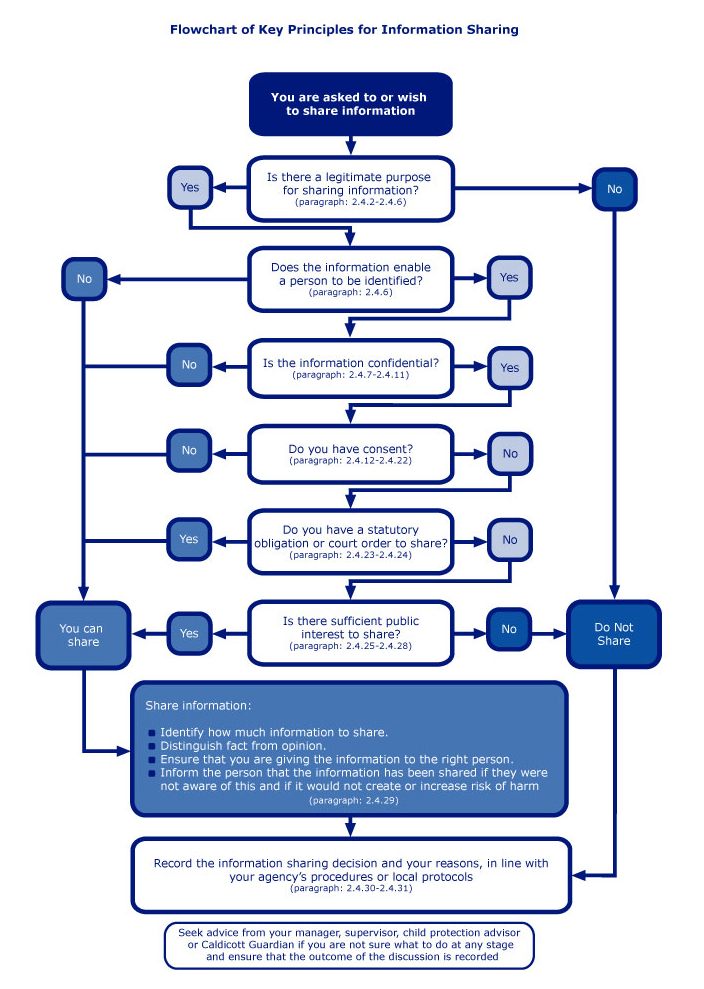 Flowchart of Key Principles for Information Sharing
You are asked to or wish
to share information
Is there a legitimate purpose
for sharing information?
(paragraph: 2.4.2-2.4.6)
Yes
No
Does the information enable
a person to be identified?
(paragraph: 2.4.6)
No
Yes
Is the information confidential?
(paragraph: 2.4.7-2.4.11)
No
Yes
Do you have consent?
(paragraph: 2.4.12-2.4.22)
No
No
Do you have a statutory
obligation or court order to share?
(paragraph: 2.4.23-2.4.24)
Yes
No
Is there sufficient public
interest to share?
(paragraph: 2.4.25-2.4.28)
You can
share
Yes
No
Do Not
Share
Share information:
Identify how much information to share.
Distinguish fact from opinion.
Ensure that you are giving the information to the right person.
Inform the person that the information has been shared if they were
not aware of this and if it would not create or increase risk of harm
(paragraph: 2.4.29)
Record the information sharing decision and your reasons, in line with
your agency's procedures or local protocols
(paragraph: 2.4.30-2.4.31)
Seek advice from your manager, supervisor, child protection advisor
or Caldicott Guardian if you are not sure what to do at any stage
and ensure that the outcome of the discussion is recorded